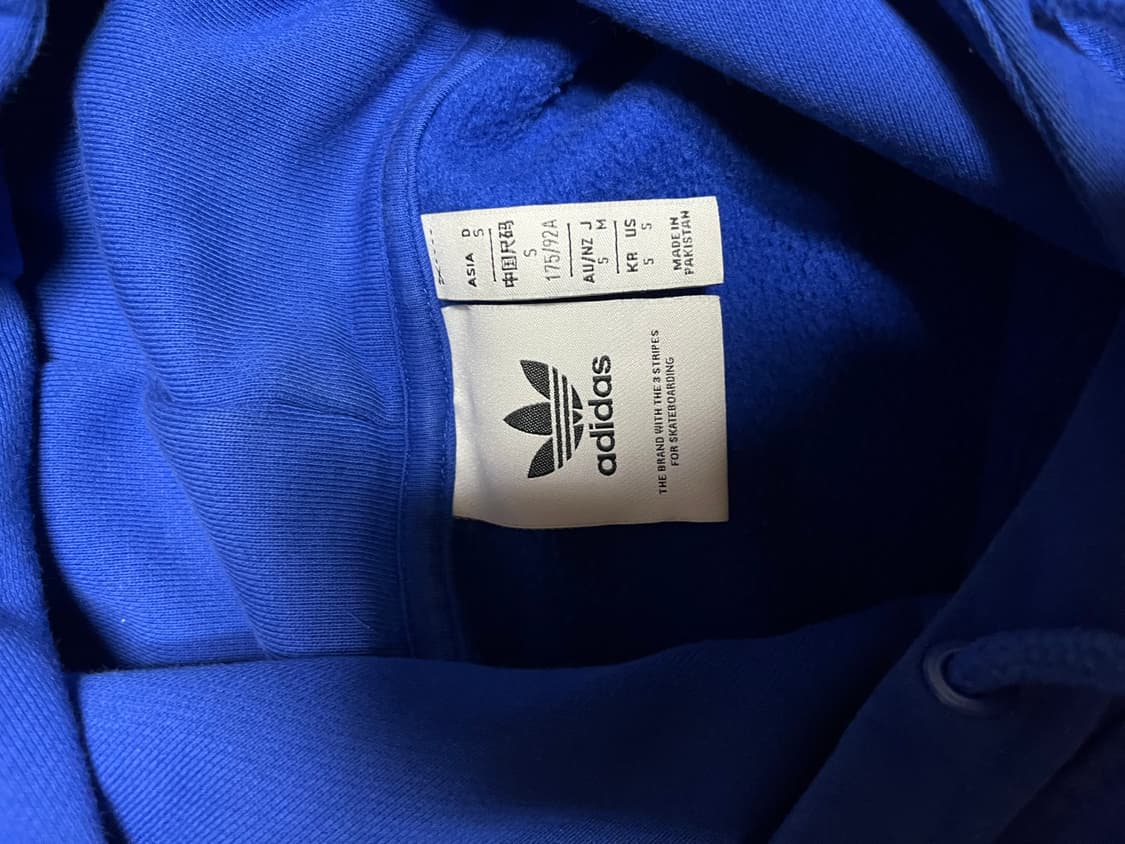 ASIA D
S
中国尺码
S
175/92A
AU/NZ J
S M
KR US
S S
MADE IN
PAKISTAN
adidas
THE BRAND WITH THE 3 STRIPES
FOR SKATEBOARDING